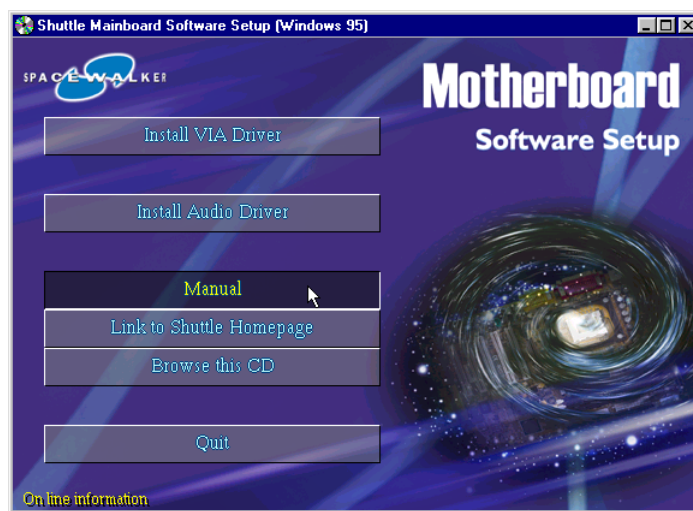 Shuttle Mainboard Software Setup (Windows 95)
SPACEWALKER
Motherboard
Software Setup
Install VIA Driver
Install Audio Driver
Manual
Link to Shuttle Homepage
Browse this CD
Quit
On line information